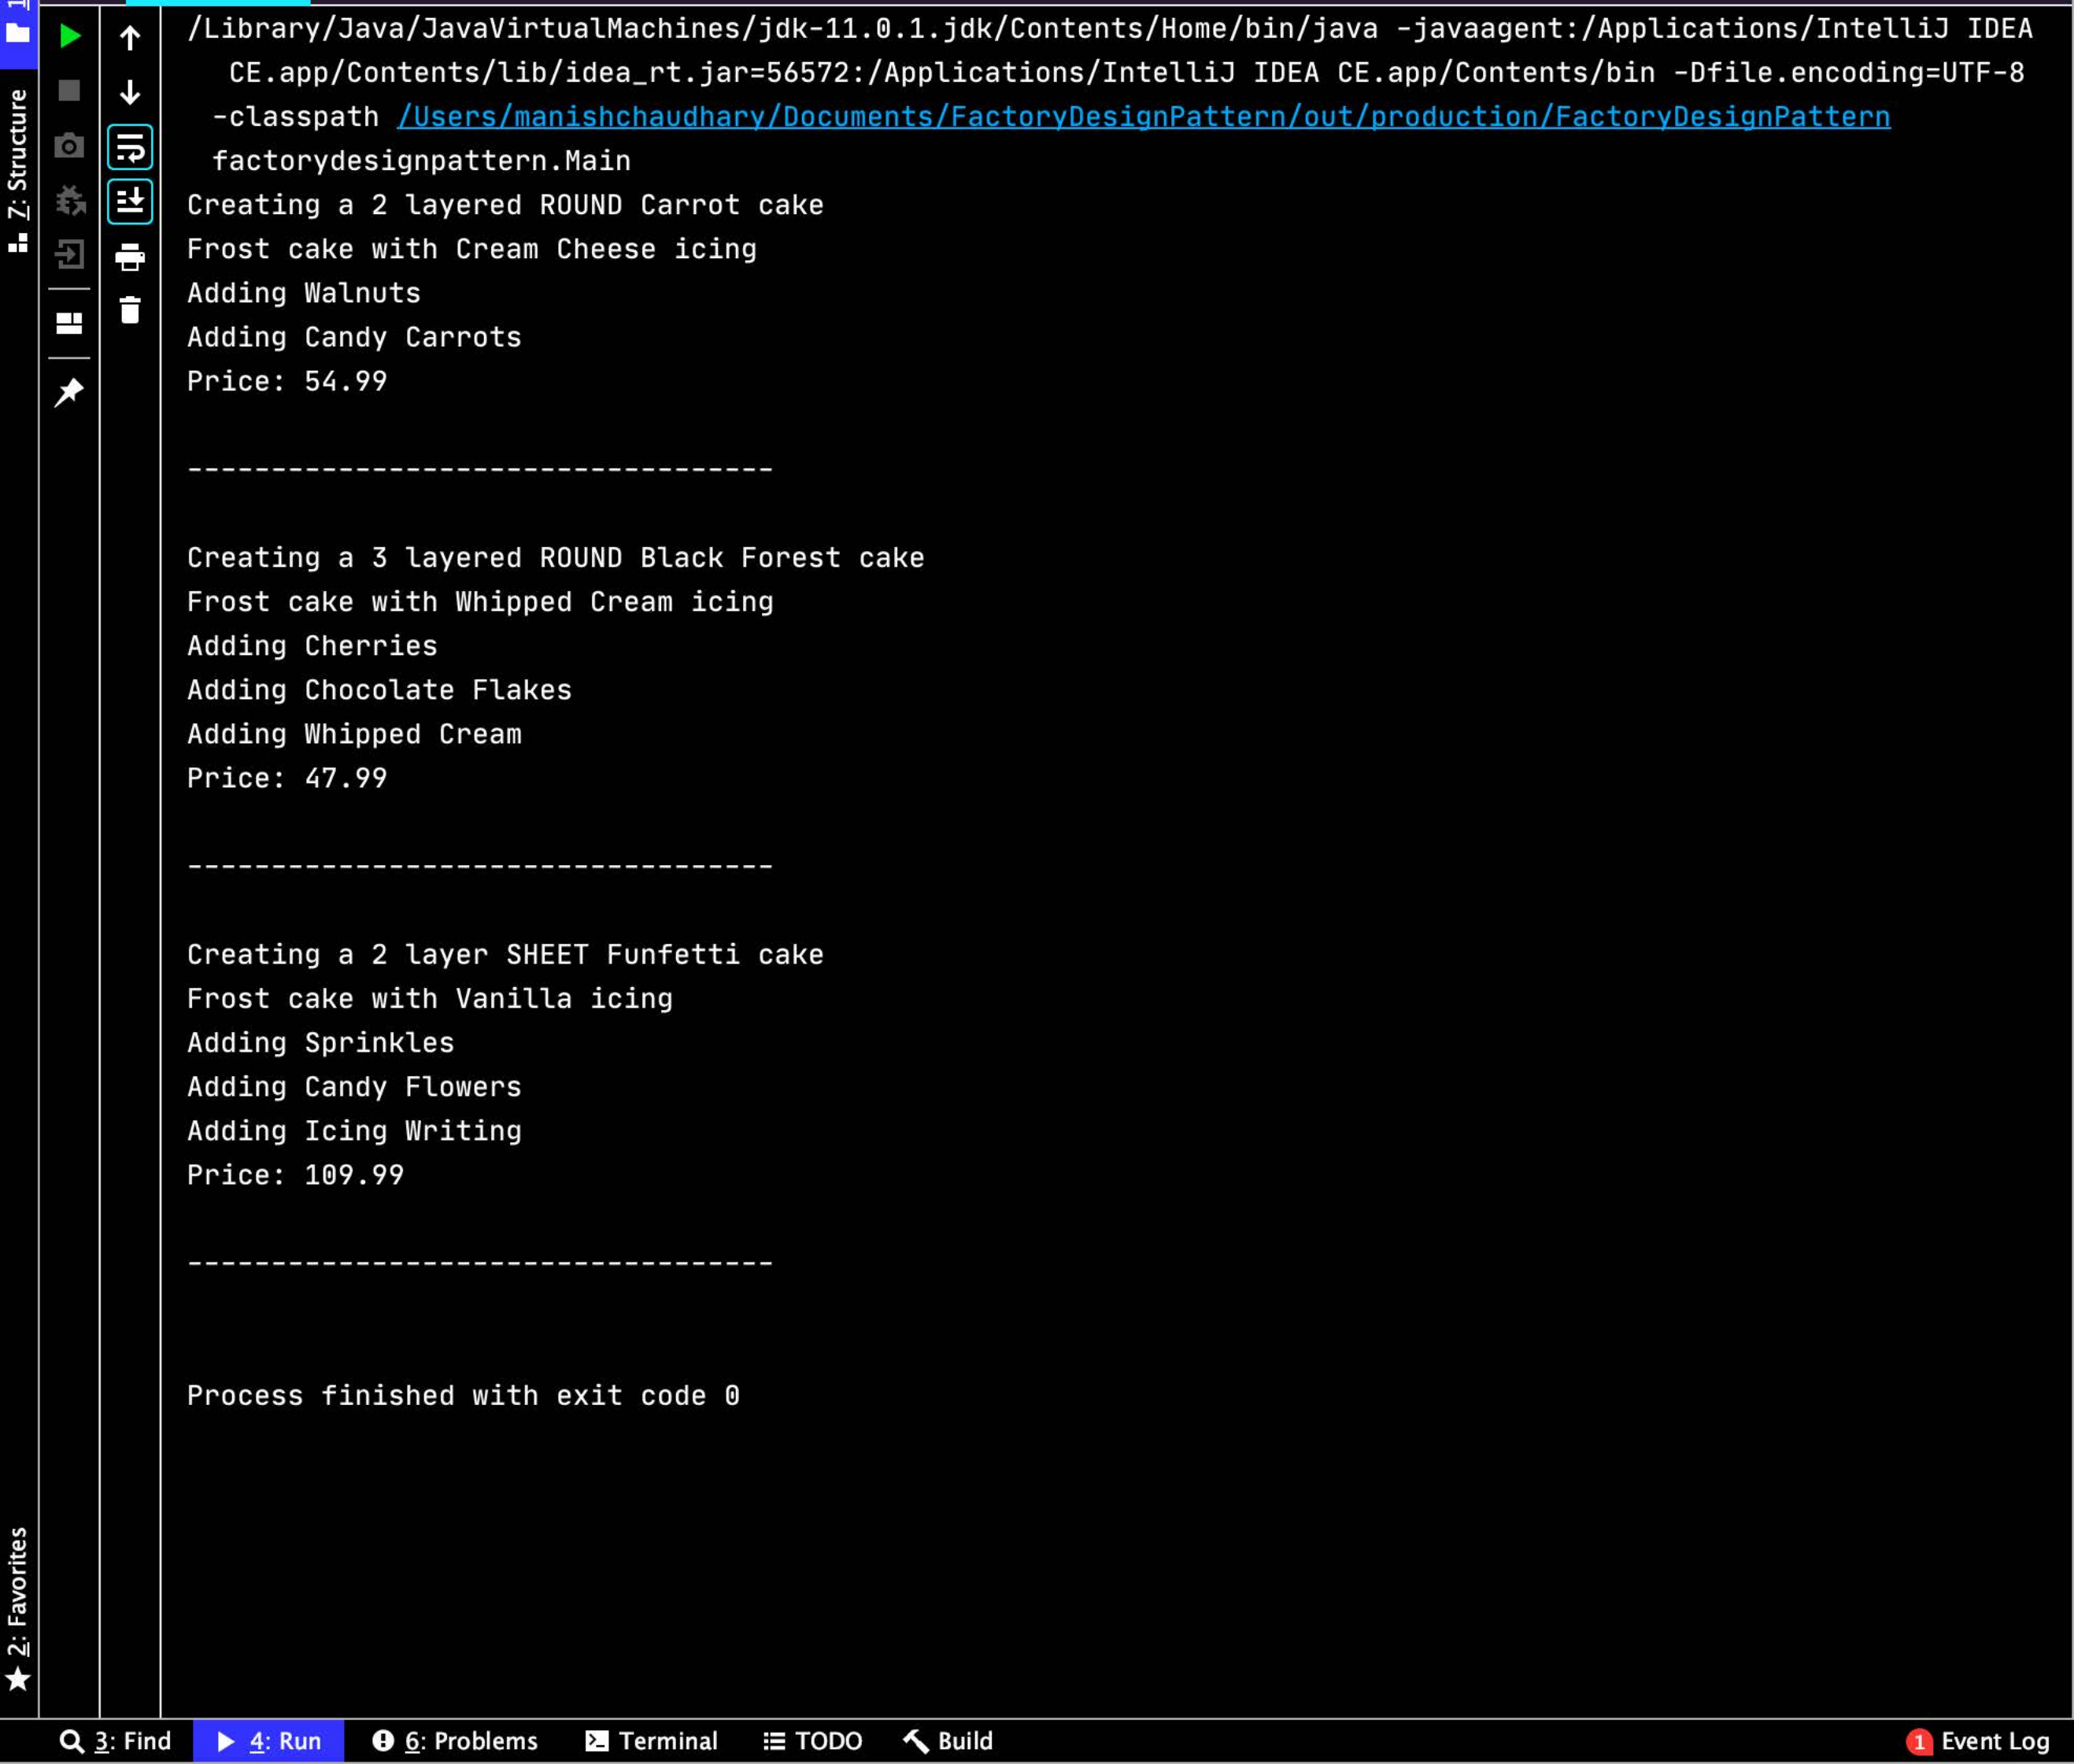 /Library/Java/JavaVirtualMachines/jdk-11.0.1.jdk/Contents/Home/bin/java -javaagent:/Applications/IntelliJ IDEA
CE.app/Contents/lib/idea_rt.jar=56572:/Applications/IntelliJ IDEA CE.app/Contents/bin -Dfile.encoding=UTF-8
-classpath /Users/manishchaudhary/Documents/FactoryDesignPattern/out/production/FactoryDesignPattern
factorydesignpattern.Main
Creating a 2 layered ROUND Carrot cake
Frost cake with Cream Cheese icing
Adding Walnuts
Adding Candy Carrots
Price: 54.99
-----------------------------------
Creating a 3 layered ROUND Black Forest cake
Frost cake with Whipped Cream icing
Adding Cherries
Adding Chocolate Flakes
Adding Whipped Cream
Price: 47.99
-----------------------------------
Creating a 2 layer SHEET Funfetti cake
Frost cake with Vanilla icing
Adding Sprinkles
Adding Candy Flowers
Adding Icing Writing
Price: 109.99
-----------------------------------
Process finished with exit code 0
7: Structure
2: Favorites
3: Find
4: Run
6: Problems
Terminal
TODO
Build
1 Event Log